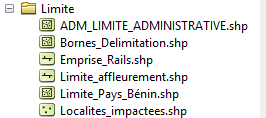 Limite
ADM_LIMITE_ADMINISTRATIVE.shp
Bornes_Delimitation.shp
Emprise_Rails.shp
Limite_affleurement.shp
Limite_Pays_Bénin.shp
Localites_impactees.shp